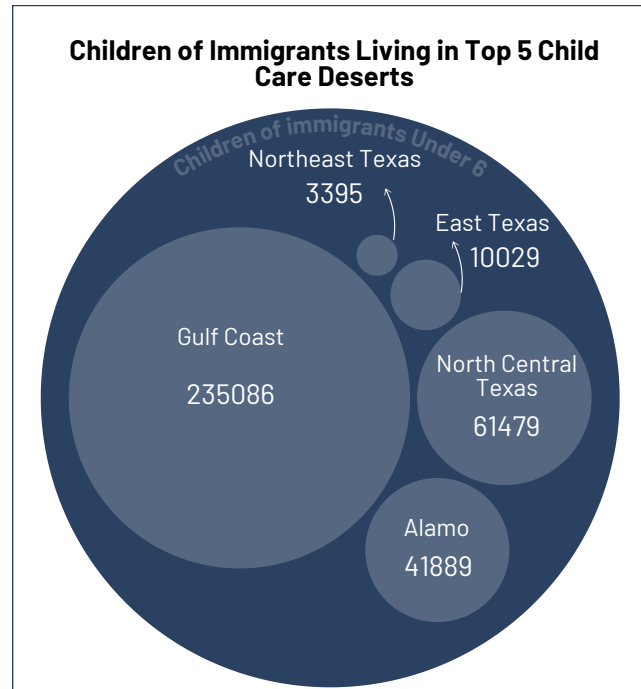 Children of Immigrants Living in Top 5 Child
Care Deserts
Children of immigrants Under 6
Northeast Texas
3395
East Texas
10029
Gulf Coast
235086
North Central
Texas
61479
Alamo
41889